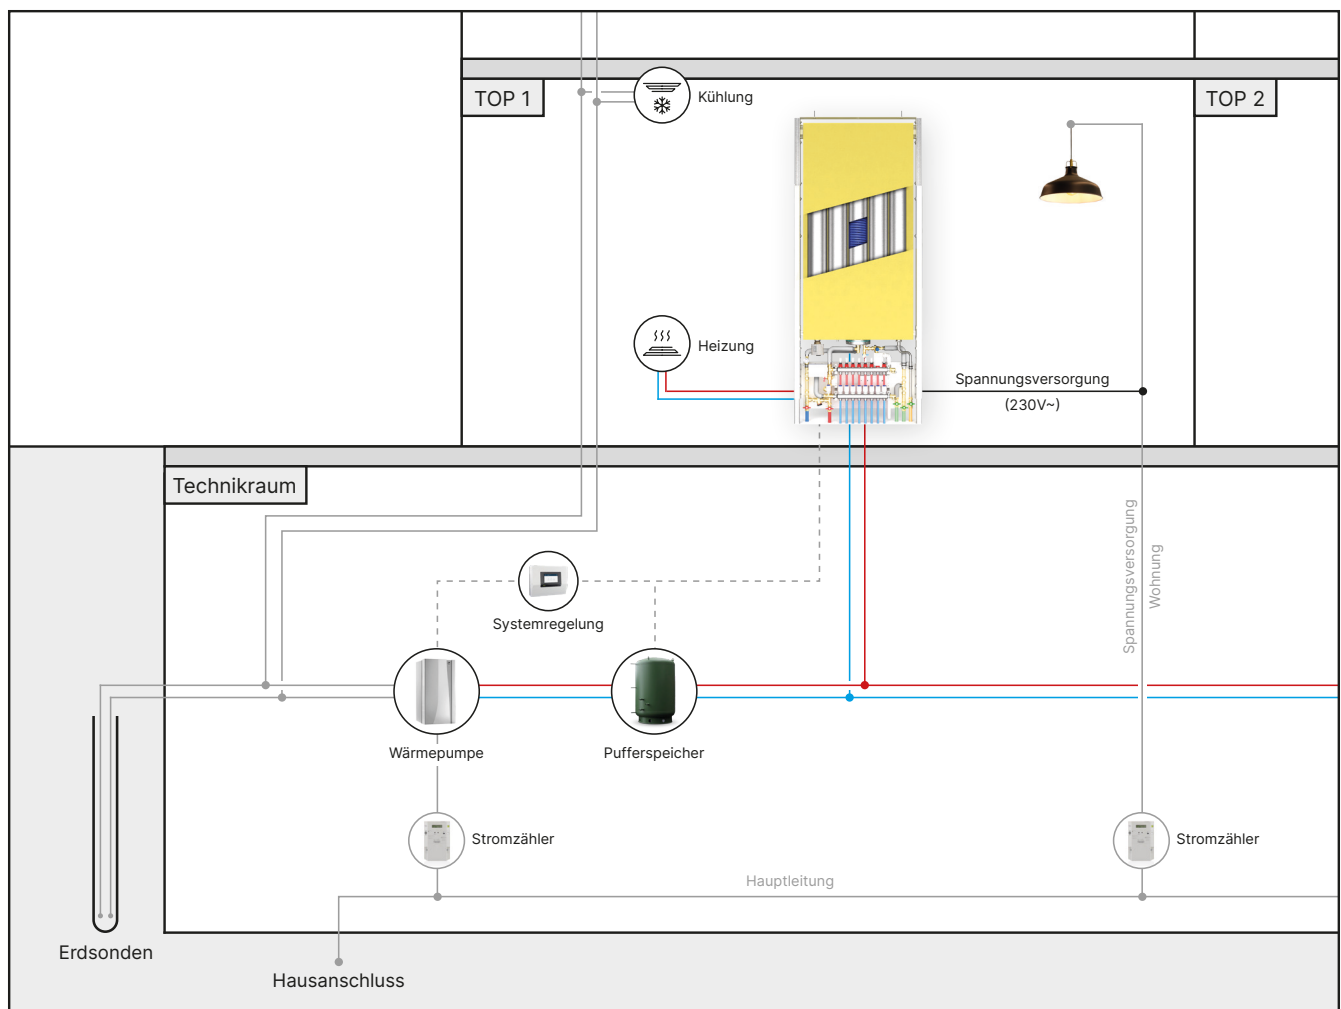 TOP 1
TOP 2
Kühlung
Heizung
Spannungsversorgung
(230V~)
Technikraum
Spannungsversorgung
Wohnung
Systemregelung
Wärmepumpe
Pufferspeicher
Stromzähler
Stromzähler
Hauptleitung
Erdsonden
Hausanschluss